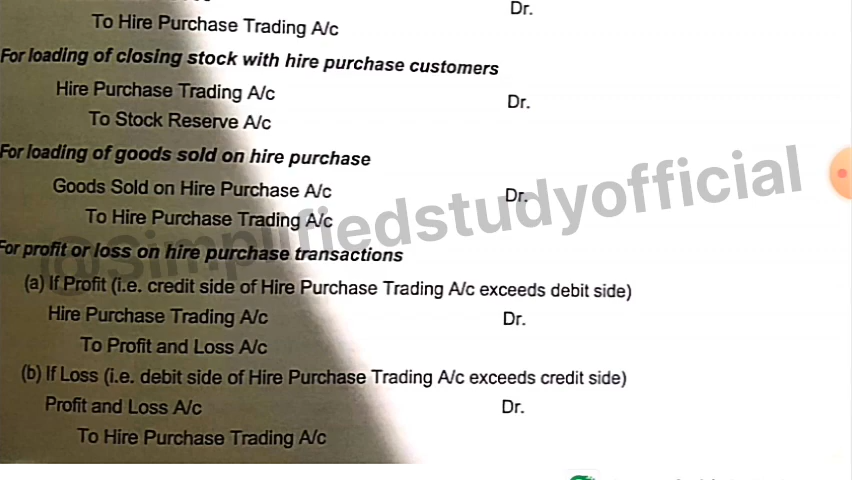 Dr.
To Hire Purchase Trading A/c
For loading of closing stock with hire purchase customers
Hire Purchase Trading A/c Dr.
To Stock Reserve A/c
For loading of goods sold on hire purchase
Goods Sold on Hire Purchase A/c Dr.
To Hire Purchase Trading A/c
@Simplifiedstudyofficial
For profit or loss on hire purchase transactions
(a) If Profit (i.e. credit side of Hire Purchase Trading A/c exceeds debit side)
Hire Purchase Trading A/c Dr.
To Profit and Loss A/c
(b) If Loss (i.e. debit side of Hire Purchase Trading A/c exceeds credit side)
Profit and Loss A/c Dr.
To Hire Purchase Trading A/c